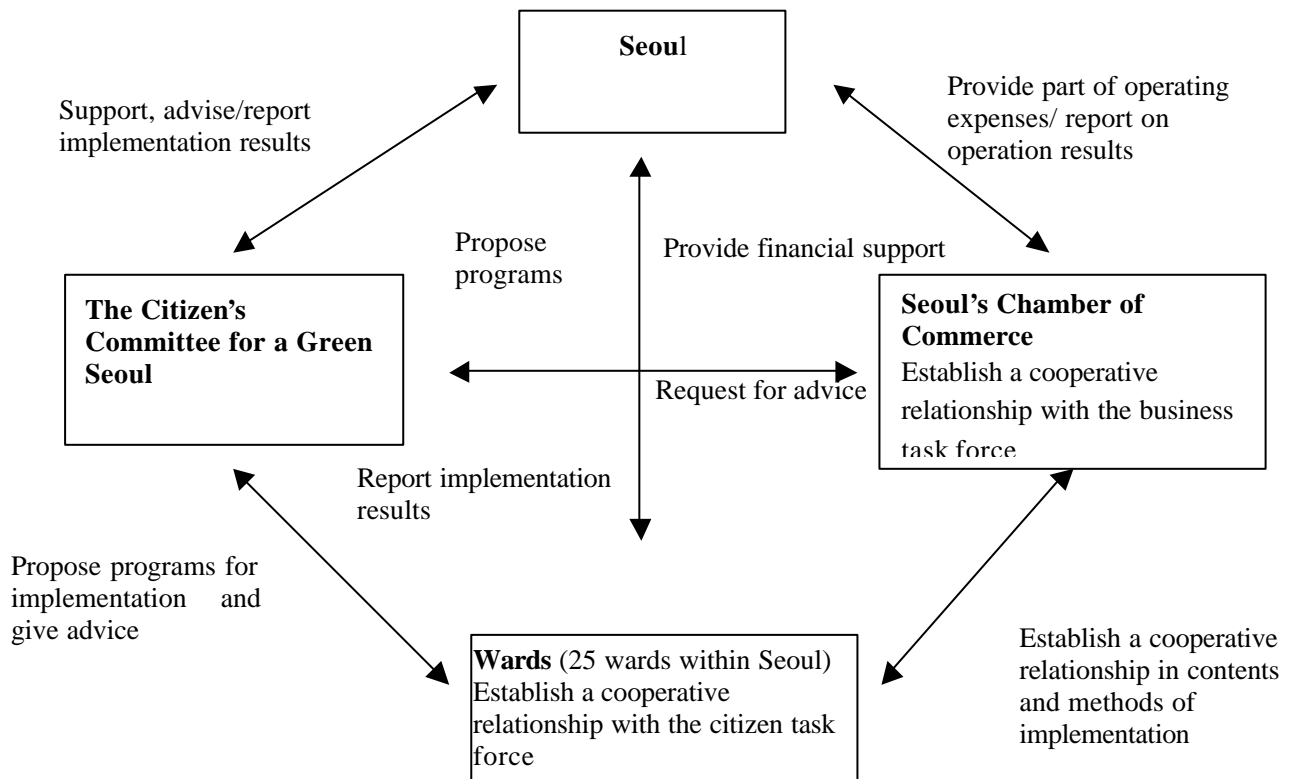 Seoul
Support, advise/report
implementation results
Provide part of operating
expenses/ report on
operation results
Propose
programs
Provide financial support
The Citizen's
Committee for a Green
Seoul
Seoul's Chamber of
Commerce
Establish a cooperative
relationship with the business
task force
Request for advice
Report implementation
results
Propose programs for
implementation and
give advice
Wards (25 wards within Seoul)
Establish a cooperative
relationship with the citizen task
force
Establish a cooperative
relationship in contents
and methods of
implementation